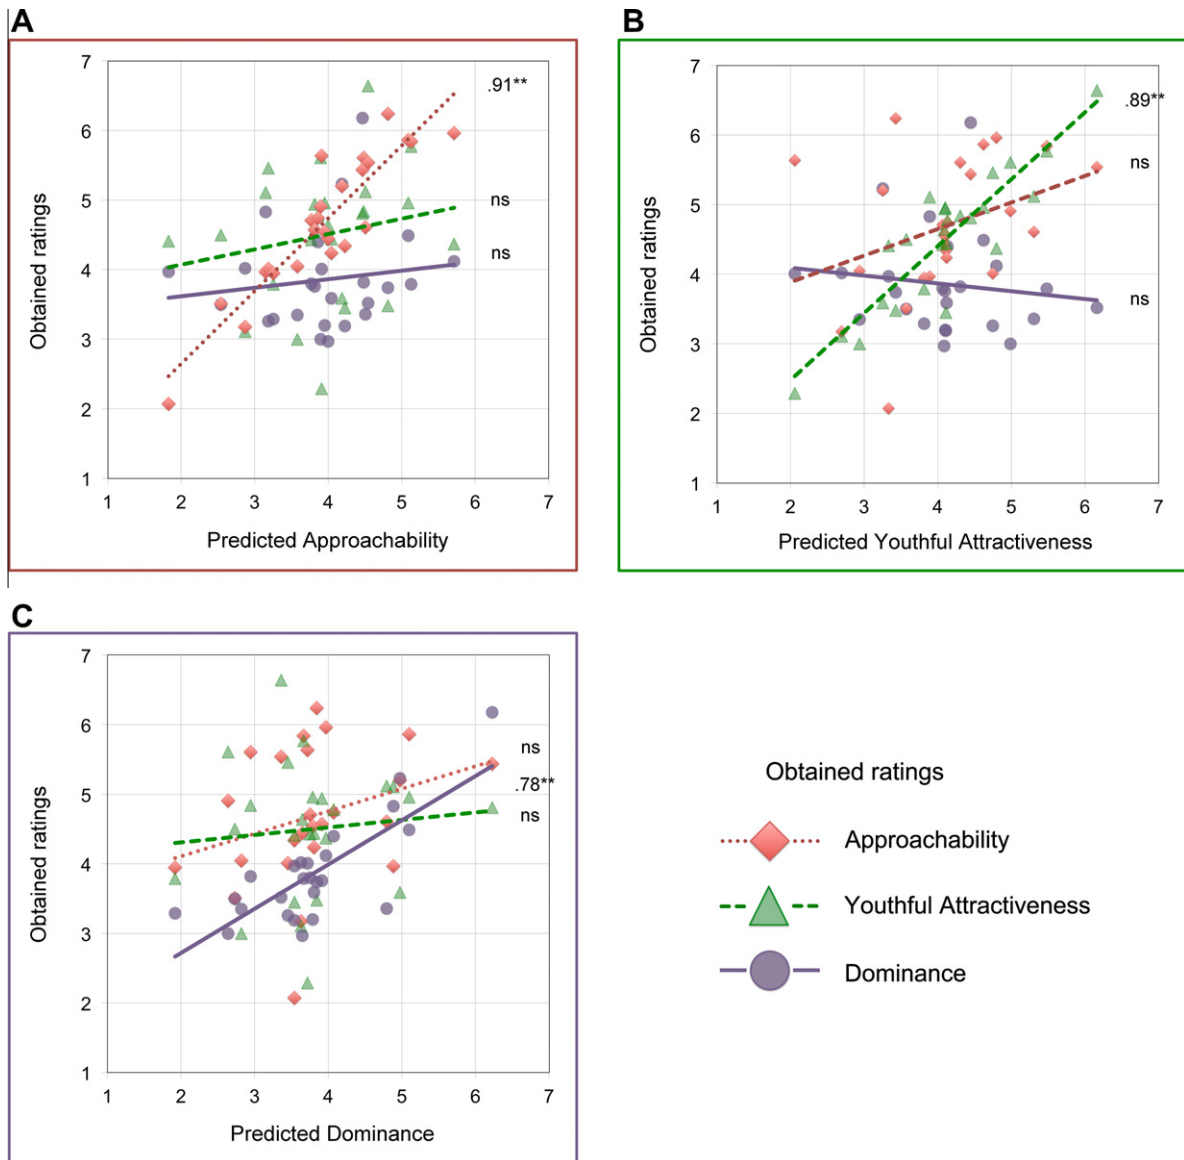 A
7
6
5
4
3
2
1
1 2 3 4 5 6 7
Obtained ratings
Predicted Approachability
.91**
ns
ns
B
7
6
5
4
3
2
1
1 2 3 4 5 6 7
Obtained ratings
Predicted Youthful Attractiveness
.89**
ns
ns
C
7
6
5
4
3
2
1
1 2 3 4 5 6 7
Obtained ratings
Predicted Dominance
ns
.78**
ns
Obtained ratings
Approachability
Youthful Attractiveness
Dominance